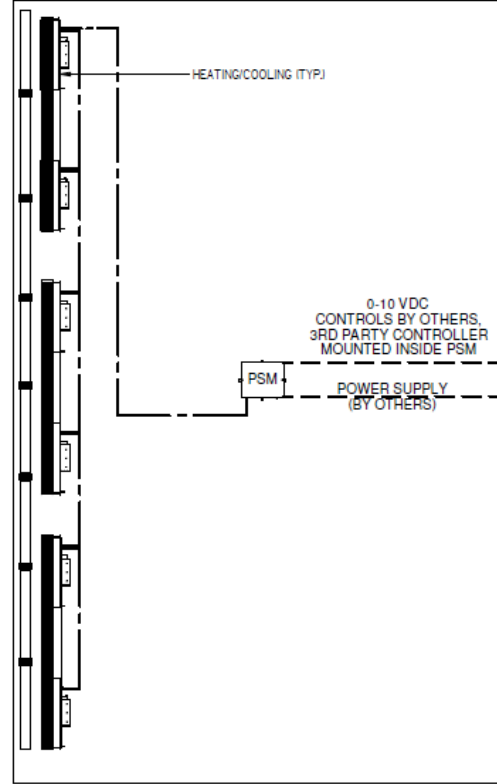 HEATING/COOLING (TYP.)
0-10 VDC
CONTROLS BY OTHERS,
3RD PARTY CONTROLLER
MOUNTED INSIDE PSM
PSM
POWER SUPPLY
(BY OTHERS)